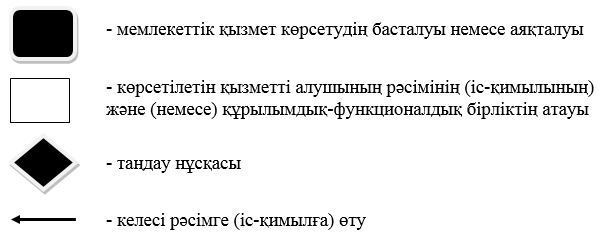 - мемлекеттік қызмет көрсетудің басталуы немесе аяқталуы
- көрсетілетін қызметті алушының рәсімінің (іс-қимылының)
және (немесе) құрылымдық-функционалдық бірліктің атауы
- таңдау нұсқасы
- келесі рәсімге (іс-қимылға) өту